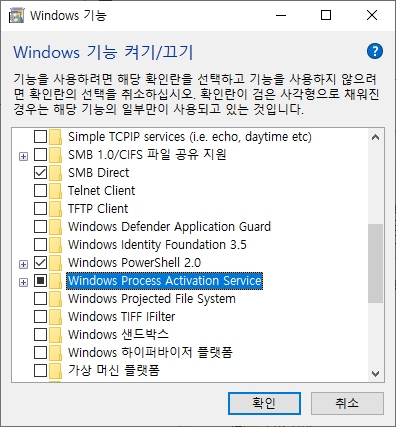 Windows 기능
Windows 기능 켜기/끄기
기능을 사용하려면 해당 확인란을 선택하고 기능을 사용하지 않으려
면 확인란의 선택을 취소하십시오. 확인란이 검은 사각형으로 채워진
경우는 해당 기능의 일부만이 사용되고 있는 것입니다.
Simple TCPIP services (i.e. echo, daytime etc)
SMB 1.0/CIFS 파일 공유 지원
SMB Direct
Telnet Client
TFTP Client
Windows Defender Application Guard
Windows Identity Foundation 3.5
Windows PowerShell 2.0
Windows Process Activation Service
Windows Projected File System
Windows TIFF IFilter
Windows 샌드박스
Windows 하이퍼바이저 플랫폼
가상 머신 플랫폼
확인
취소